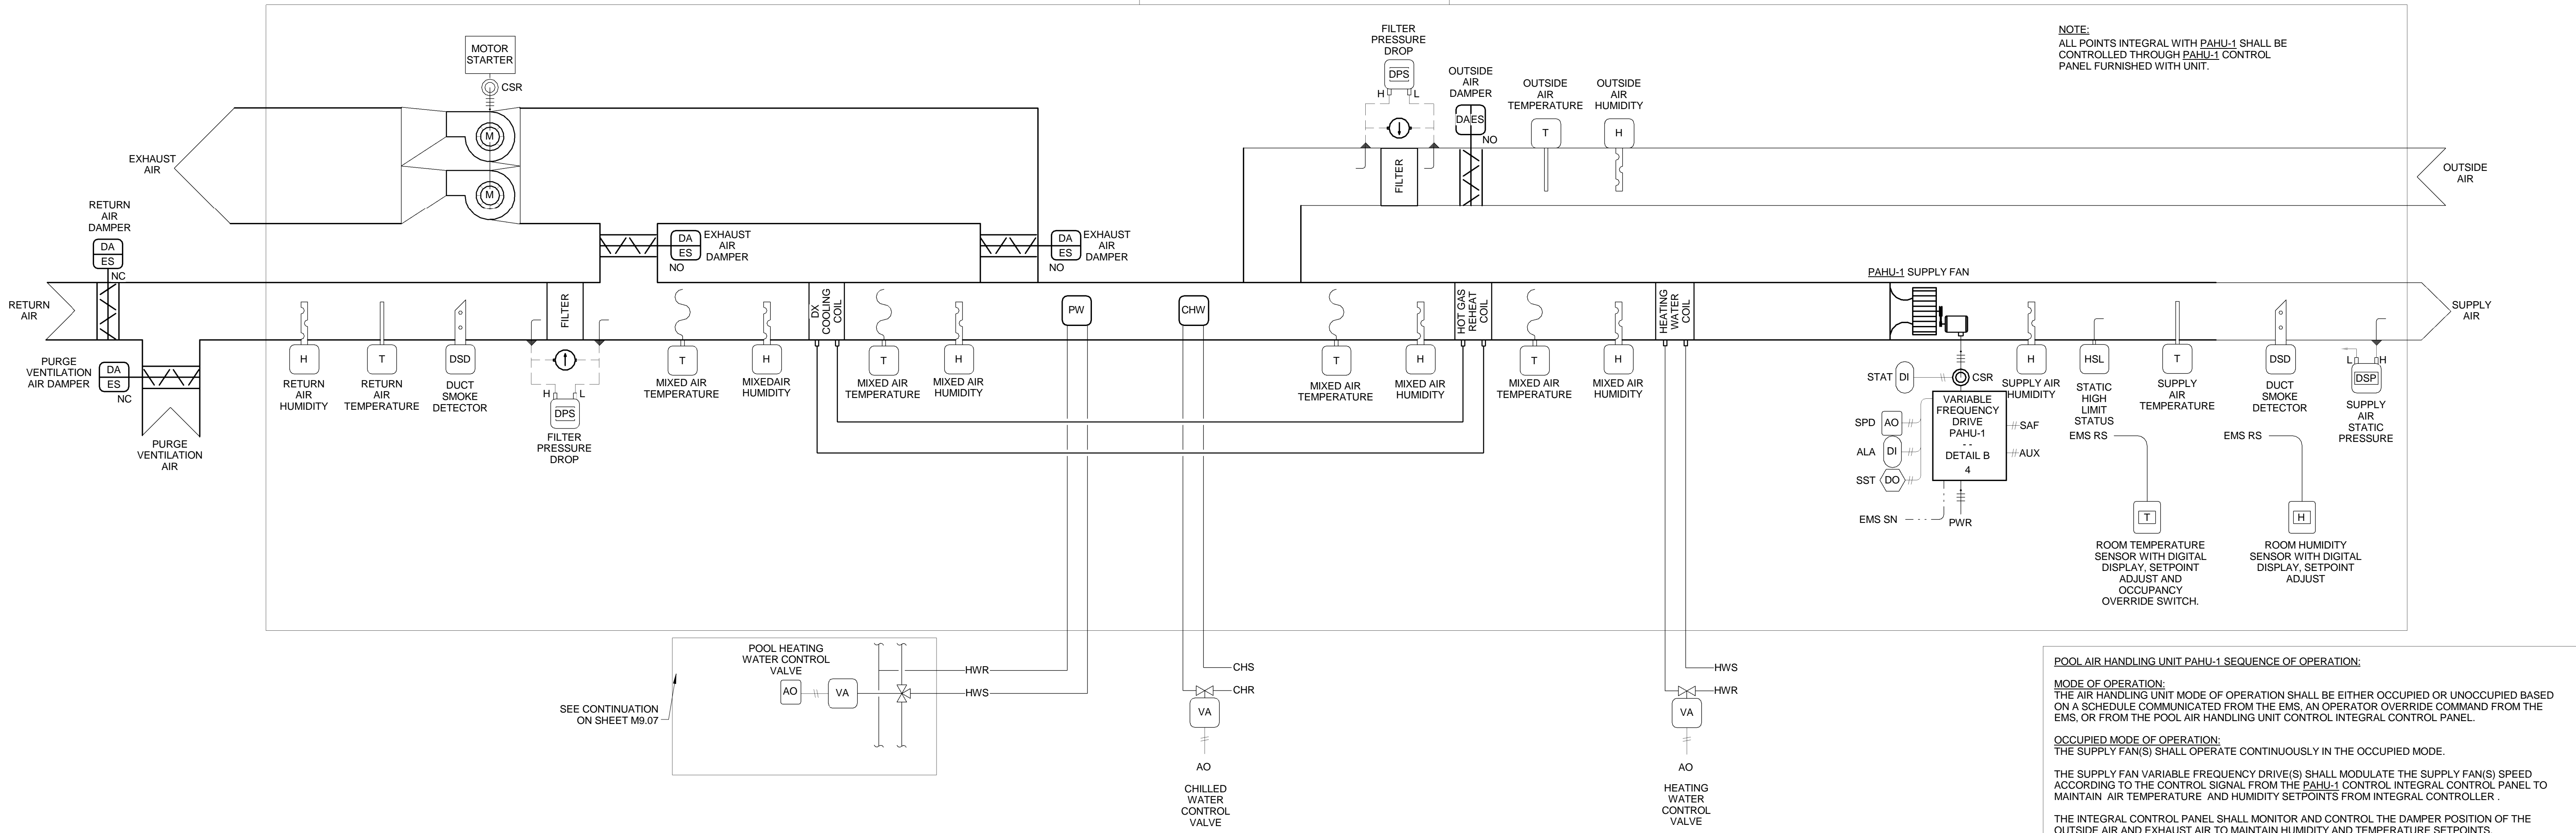 NOTE:
ALL POINTS INTEGRAL WITH PAHU-1 SHALL BE
CONTROLLED THROUGH PAHU-1 CONTROL
PANEL FURNISHED WITH UNIT.
MOTOR
STARTER
CSR
M
M
EXHAUST
AIR
FILTER
PRESSURE
DROP
DPS
H
L
FILTER
OUTSIDE
AIR
DAMPER
DA
ES
NO
OUTSIDE
AIR
TEMPERATURE
T
OUTSIDE
AIR
HUMIDITY
H
OUTSIDE
AIR
RETURN
AIR
DAMPER
DA
ES
NC
DA
ES
NO
EXHAUST
AIR
DAMPER
DA
ES
NO
EXHAUST
AIR
DAMPER
RETURN
AIR
PURGE
VENTILATION
AIR DAMPER
DA
ES
NC
PURGE
VENTILATION
AIR
H
RETURN
AIR
HUMIDITY
T
RETURN
AIR
TEMPERATURE
DSD
DUCT
SMOKE
DETECTOR
FILTER
H
L
DPS
FILTER
PRESSURE
DROP
T
MIXED AIR
TEMPERATURE
H
MIXEDAIR
HUMIDITY
DX
COOLING
COIL
T
MIXED AIR
TEMPERATURE
H
MIXED AIR
HUMIDITY
PW
CHW
T
MIXED AIR
TEMPERATURE
H
MIXED AIR
HUMIDITY
HOT GAS
REHEAT
COIL
T
MIXED AIR
TEMPERATURE
H
MIXED AIR
HUMIDITY
HEATING
WATER
COIL
PAHU-1 SUPPLY FAN
SUPPLY
AIR
STAT
DI
CSR
SPD
AO
ALA
DI
SST
DO
VARIABLE
FREQUENCY
DRIVE
PAHU-1
- -
DETAIL B
4
SAF
AUX
EMS SN
PWR
H
SUPPLY AIR
HUMIDITY
HSL
STATIC
HIGH
LIMIT
STATUS
T
SUPPLY
AIR
TEMPERATURE
DSD
DUCT
SMOKE
DETECTOR
L
H
DSP
SUPPLY
AIR
STATIC
PRESSURE
EMS RS
T
ROOM TEMPERATURE
SENSOR WITH DIGITAL
DISPLAY, SETPOINT
ADJUST AND
OCCUPANCY
OVERRIDE SWITCH.
EMS RS
H
ROOM HUMIDITY
SENSOR WITH DIGITAL
DISPLAY, SETPOINT
ADJUST
SEE CONTINUATION
ON SHEET M9.07
POOL HEATING
WATER CONTROL
VALVE
AO
VA
HWR
HWS
CHS
CHR
VA
AO
CHILLED
WATER
CONTROL
VALVE
HWS
HWR
VA
AO
HEATING
WATER
CONTROL
VALVE
POOL AIR HANDLING UNIT PAHU-1 SEQUENCE OF OPERATION:
MODE OF OPERATION:
THE AIR HANDLING UNIT MODE OF OPERATION SHALL BE EITHER OCCUPIED OR UNOCCUPIED BASED
ON A SCHEDULE COMMUNICATED FROM THE EMS, AN OPERATOR OVERRIDE COMMAND FROM THE
EMS, OR FROM THE POOL AIR HANDLING UNIT CONTROL INTEGRAL CONTROL PANEL.
OCCUPIED MODE OF OPERATION:
THE SUPPLY FAN(S) SHALL OPERATE CONTINUOUSLY IN THE OCCUPIED MODE.
THE SUPPLY FAN VARIABLE FREQUENCY DRIVE(S) SHALL MODULATE THE SUPPLY FAN(S) SPEED
ACCORDING TO THE CONTROL SIGNAL FROM THE PAHU-1 CONTROL INTEGRAL CONTROL PANEL TO
MAINTAIN AIR TEMPERATURE AND HUMIDITY SETPOINTS FROM INTEGRAL CONTROLLER .
THE INTEGRAL CONTROL PANEL SHALL MONITOR AND CONTROL THE DAMPER POSITION OF THE
OUTSIDE AIR AND EXHAUST AIR TO MAINTAIN HUMIDITY AND TEMPERATURE SETPOINTS.